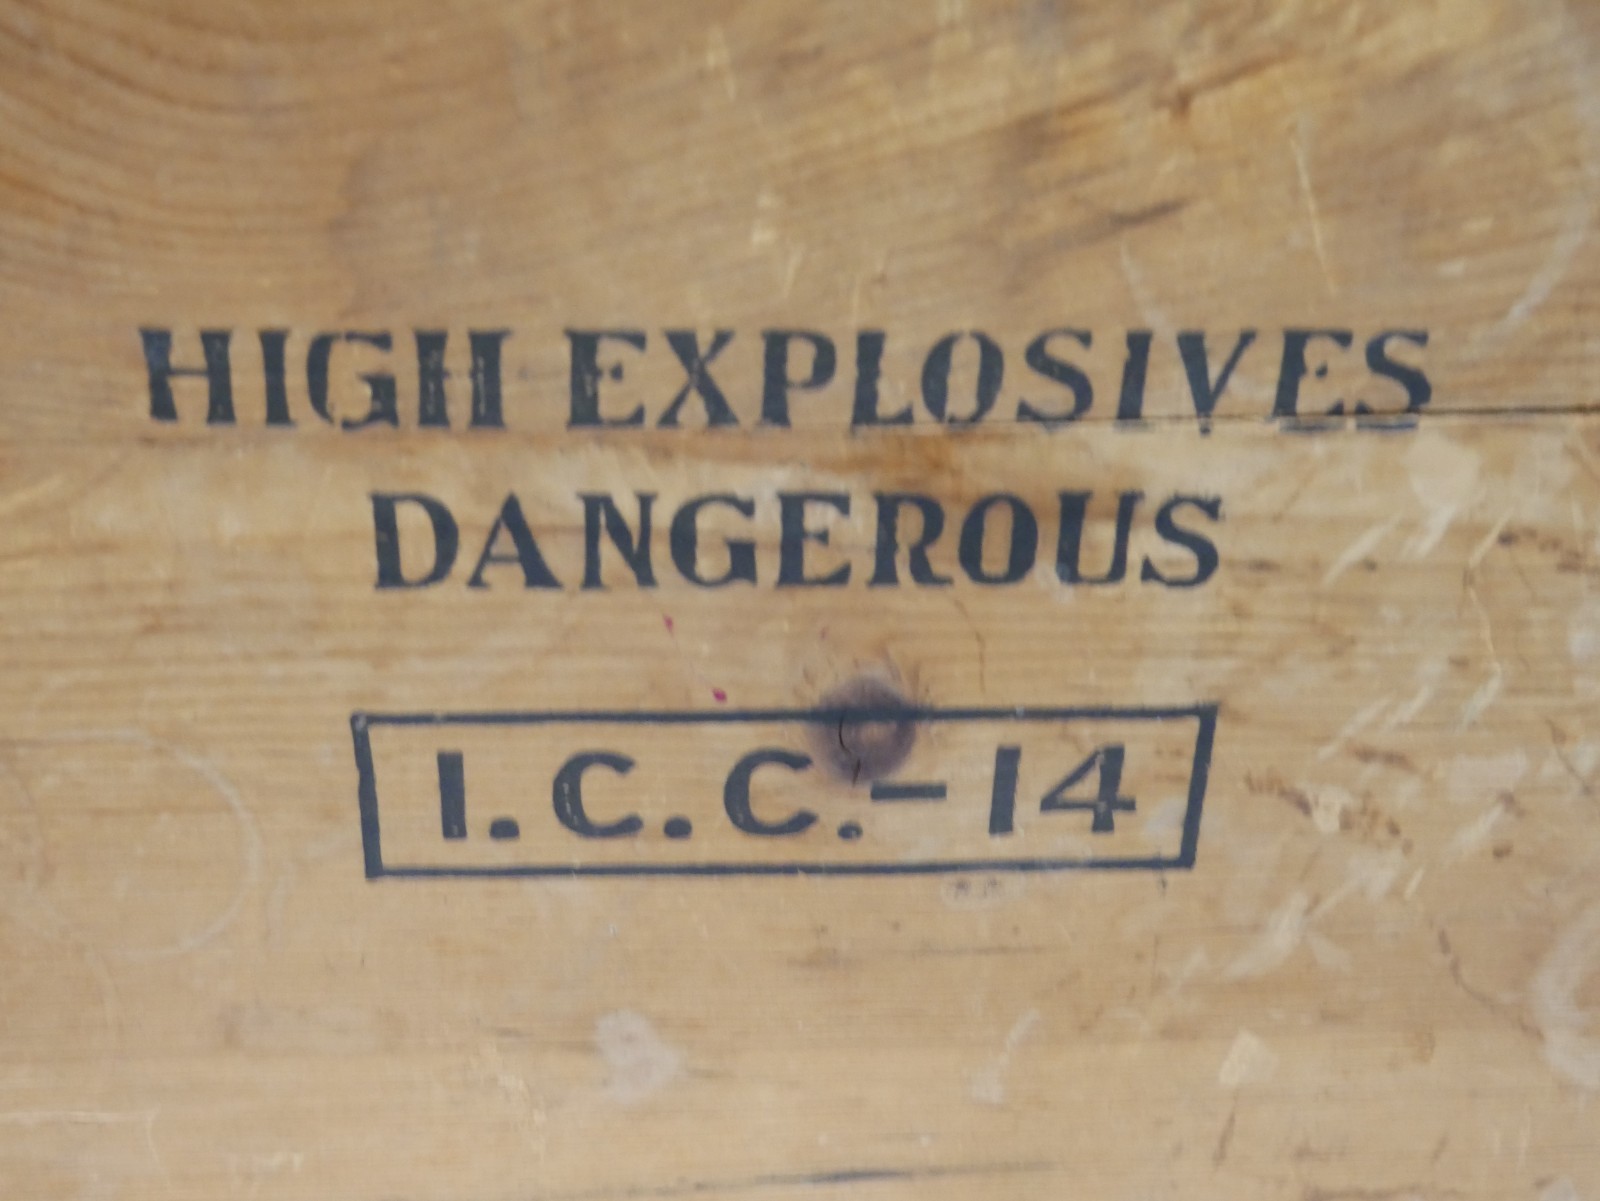 HIGH EXPLOSIVES
DANGEROUS
I.C.C.-14